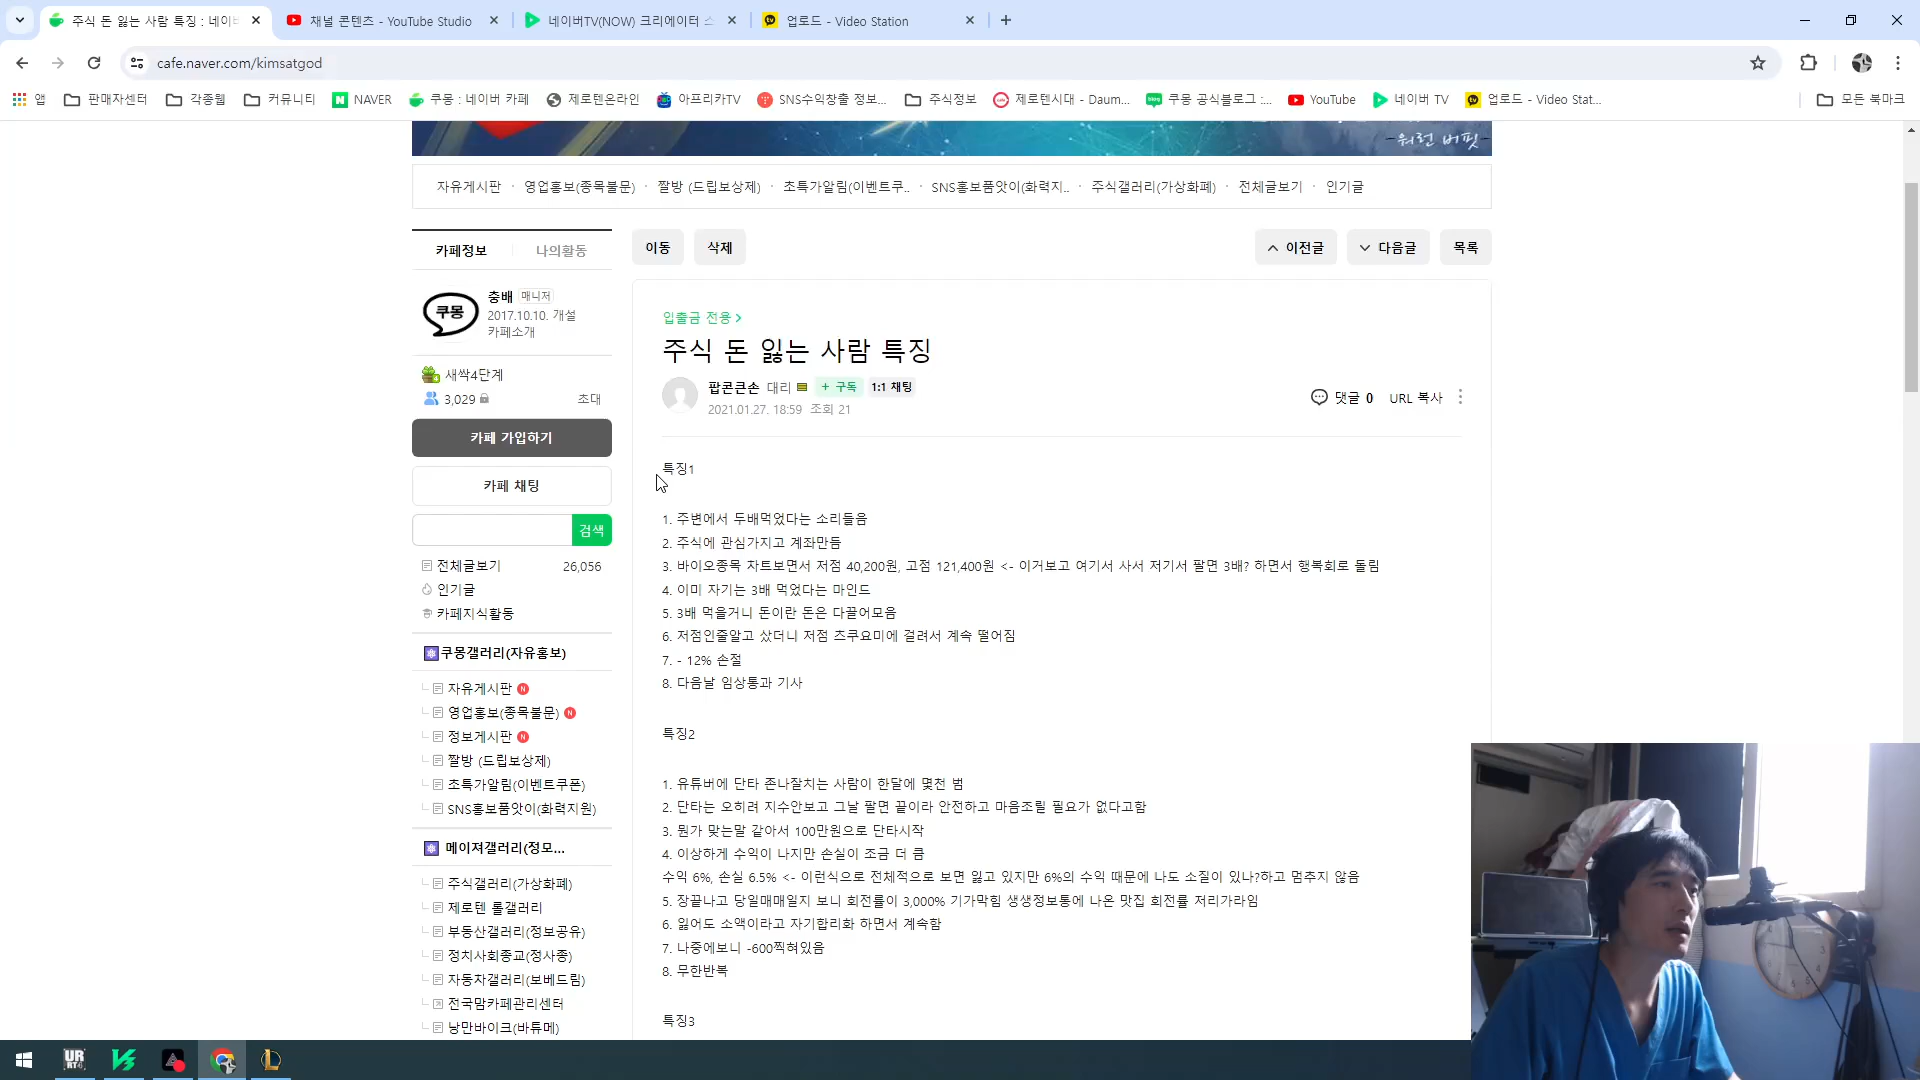 주식 돈 잃는 사람 특징 : 네이버
채널 콘텐츠 - YouTube Studio
네이버TV(NOW) 크리에이터 스
업로드 - Video Station
cafe.naver.com/kimsatgod
앱 판매자센터 각종웹 커뮤니티 NAVER 쿠몽 : 네이버 카페 제로텐온라인 아프리카TV SNS수익창출 정보... 주식정보 제로텐시대 - Daum... 쿠몽 공식블로그 :... YouTube 네이버 TV 업로드 - Video Stat... 모든 북마크
-워런 버핏-
자유게시판 · 영업홍보(종목불문) · 짤방 (드립보상제) · 초특가알림(이벤트쿠.. · SNS홍보품앗이(화력지.. · 주식갤러리(가상화폐) · 전체글보기 · 인기글
카페정보 나의활동
쿠몽
충배 매니저
2017.10.10. 개설
카페소개
새싹4단계
3,029 초대
카페 가입하기
카페 채팅
검색
전체글보기 26,056
인기글
카페지식활동
쿠몽갤러리(자유홍보)
자유게시판 N
영업홍보(종목불문) N
정보게시판 N
짤방 (드립보상제)
초특가알림(이벤트쿠폰)
SNS홍보품앗이(화력지원)
메이져갤러리(정모...
주식갤러리(가상화폐)
제로텐 롤갤러리
부동산갤러리(정보공유)
정치사회종교(정사종)
자동차갤러리(보베드림)
전국맘카페관리센터
낭만바이크(바튜메)
이동 삭제 이전글 다음글 목록
입출금 전용 >
주식 돈 잃는 사람 특징
팝콘큰손 대리 + 구독 1:1 채팅
2021.01.27. 18:59 조회 21
댓글 0 URL 복사
특징1
1. 주변에서 두배먹었다는 소리들음
2. 주식에 관심가지고 계좌만듬
3. 바이오종목 차트보면서 저점 40,200원, 고점 121,400원 <- 이거보고 여기서 사서 저기서 팔면 3배? 하면서 행복회로 돌림
4. 이미 자기는 3배 먹었다는 마인드
5. 3배 먹을거니 돈이란 돈은 다끌어모음
6. 저점인줄알고 샀더니 저점 츠쿠요미에 걸려서 계속 떨어짐
7. - 12% 손절
8. 다음날 임상통과 기사
특징2
1. 유튜버에 단타 존나잘치는 사람이 한달에 몇천 범
2. 단타는 오히려 지수안보고 그날 팔면 끝이라 안전하고 마음조릴 필요가 없다고함
3. 뭔가 맞는말 같아서 100만원으로 단타시작
4. 이상하게 수익이 나지만 손실이 조금 더 큼
수익 6%, 손실 6.5% <- 이런식으로 전체적으로 보면 잃고 있지만 6%의 수익 때문에 나도 소질이 있나?하고 멈추지 않음
5. 장끝나고 당일매매일지 보니 회전률이 3,000% 기가막힘 생생정보통에 나온 맛집 회전률 저리가라임
6. 잃어도 소액이라고 자기합리화 하면서 계속함
7. 나중에보니 -600찍혀있음
8. 무한반복
특징3